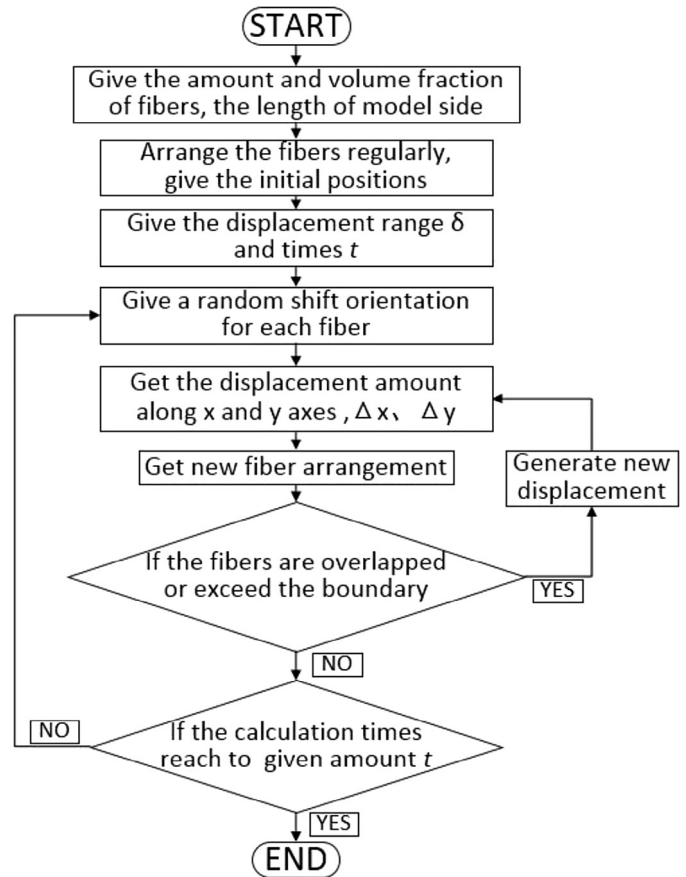 START
Give the amount and volume fraction
of fibers, the length of model side
Arrange the fibers regularly,
give the initial positions
Give the displacement range δ
and times t
Give a random shift orientation
for each fiber
Get the displacement amount
along x and y axes , Δx、 Δy
Get new fiber arrangement
Generate new
displacement
If the fibers are overlapped
or exceed the boundary
YES
NO
If the calculation times
reach to given amount t
NO
YES
END